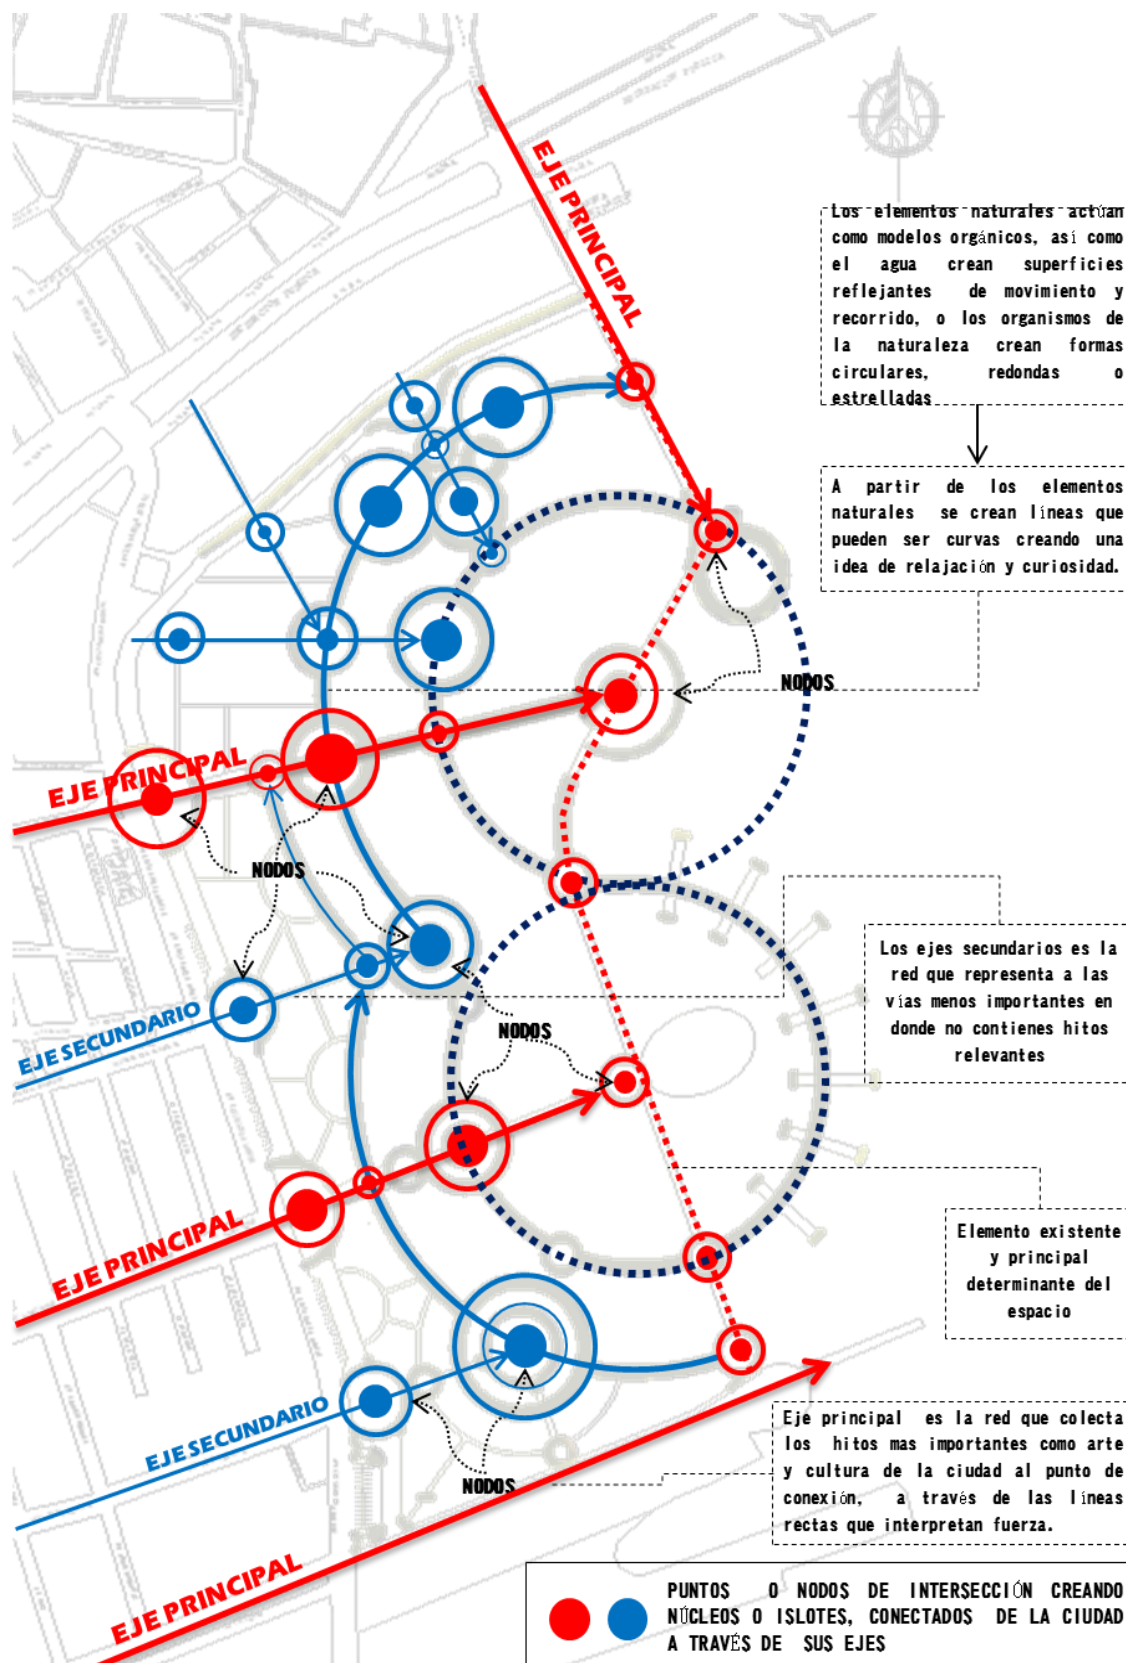 EJE PRINCIPAL
Los elementos naturales actúan
como modelos orgánicos, así como
el agua crean superficies
reflejantes de movimiento y
recorrido, o los organismos de
la naturaleza crean formas
circulares, redondas o
estrelladas
A partir de los elementos
naturales se crean líneas que
pueden ser curvas creando una
idea de relajación y curiosidad.
NODOS
EJE PRINCIPAL
NODOS
Los ejes secundarios es la
red que representa a las
vías menos importantes en
donde no contienes hitos
relevantes
EJE SECUNDARIO
NODOS
EJE PRINCIPAL
Elemento existente
y principal
determinante del
espacio
EJE SECUNDARIO
NODOS
Eje principal es la red que colecta
los hitos mas importantes como arte
y cultura de la ciudad al punto de
conexión, a través de las líneas
rectas que interpretan fuerza.
EJE PRINCIPAL
PUNTOS O NODOS DE INTERSECCIÓN CREANDO
NÚCLEOS O ISLOTES, CONECTADOS DE LA CIUDAD
A TRAVÉS DE SUS EJES